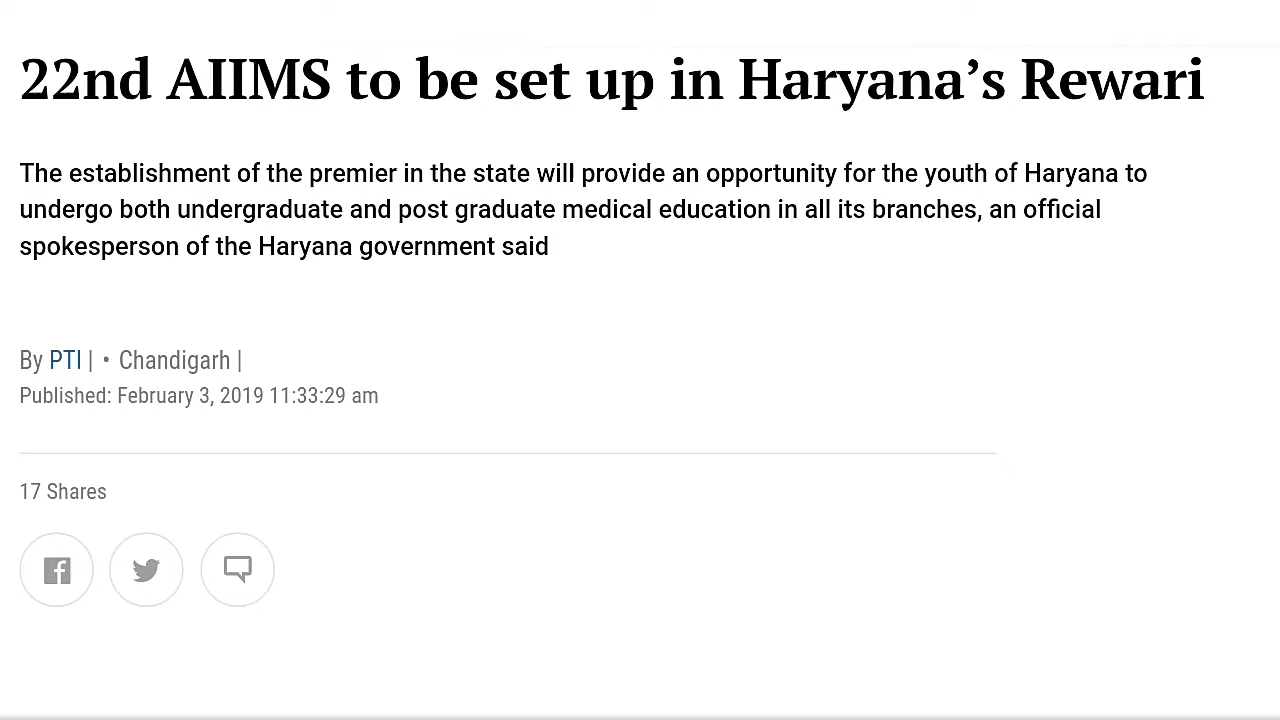 22nd AIIMS to be set up in Haryana’s Rewari
The establishment of the premier in the state will provide an opportunity for the youth of Haryana to
undergo both undergraduate and post graduate medical education in all its branches, an official
spokesperson of the Haryana government said
By PTI | • Chandigarh |
Published: February 3, 2019 11:33:29 am
17 Shares